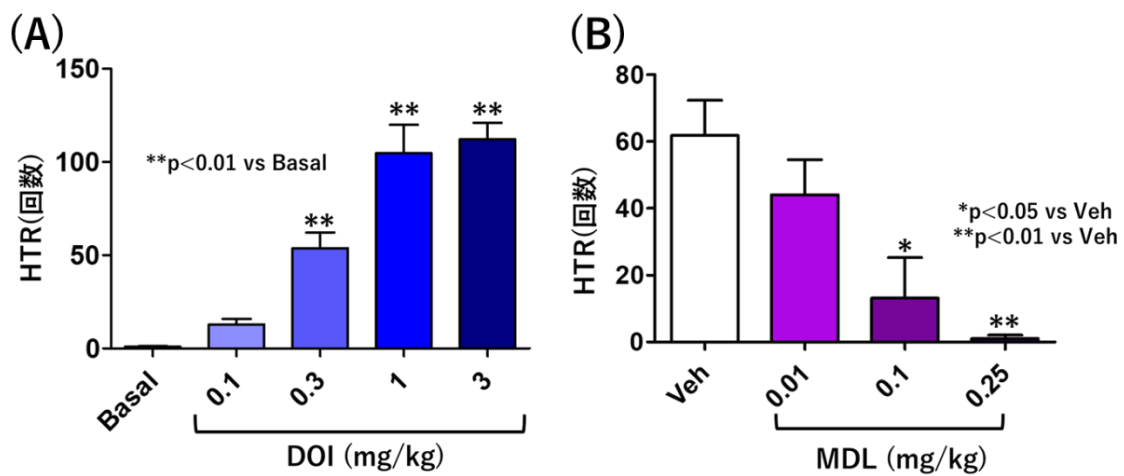 (A)
150
100
50
0
HTR(回数)
**p<0.01 vs Basal
**
**
**
Basal
0.1
0.3
1
3
DOI (mg/kg)
(B)
80
60
40
20
0
HTR(回数)
*p<0.05 vs Veh
**p<0.01 vs Veh
*
**
Veh
0.01
0.1
0.25
MDL (mg/kg)